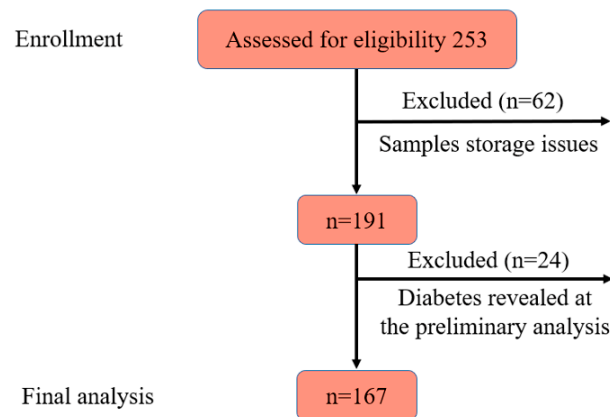 Enrollment
Assessed for eligibility 253
Excluded (n=62)
Samples storage issues
n=191
Excluded (n=24)
Diabetes revealed at
the preliminary analysis
Final analysis
n=167